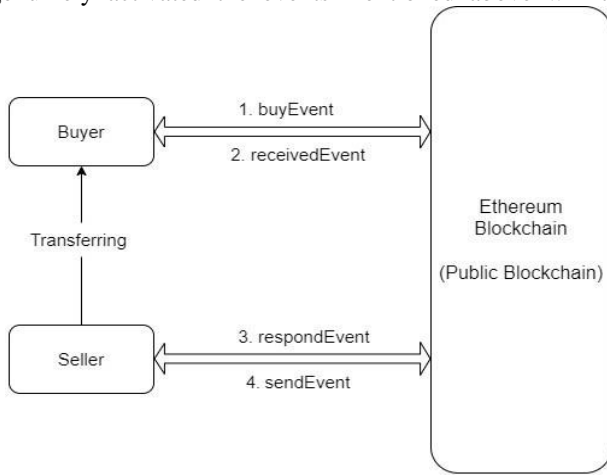 1. buyEvent
Buyer
2. receivedEvent
Ethereum
Blockchain
(Public Blockchain)
Transferring
3. respondEvent
Seller
4. sendEvent